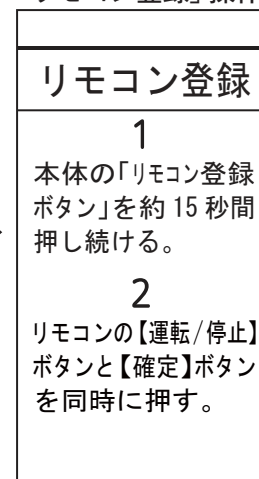 リモコン登録
1
本体の「リモコン登録
ボタン」を約15秒間
押し続ける。
2
リモコンの【運転/停止】
ボタンと【確定】ボタン
を同時に押す。